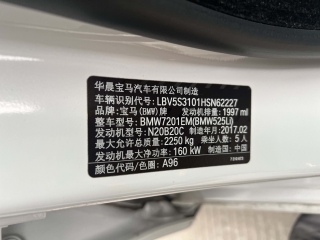 华晨宝马汽车有限公司制造
车辆识别代号: LBV5S3101HSN62227
品牌: 宝马(BMW)牌 发动机排量: 1997 ml
整车型号: BMW7201EM(BMW525Li)
发动机型号: N20B20C 制造年月: 2017.02
最大允许总质量: 2250 kg 乘坐人数: 5人
发动机最大净功率: 160 kW 制造国: 中国
颜色代码/色圈: A96